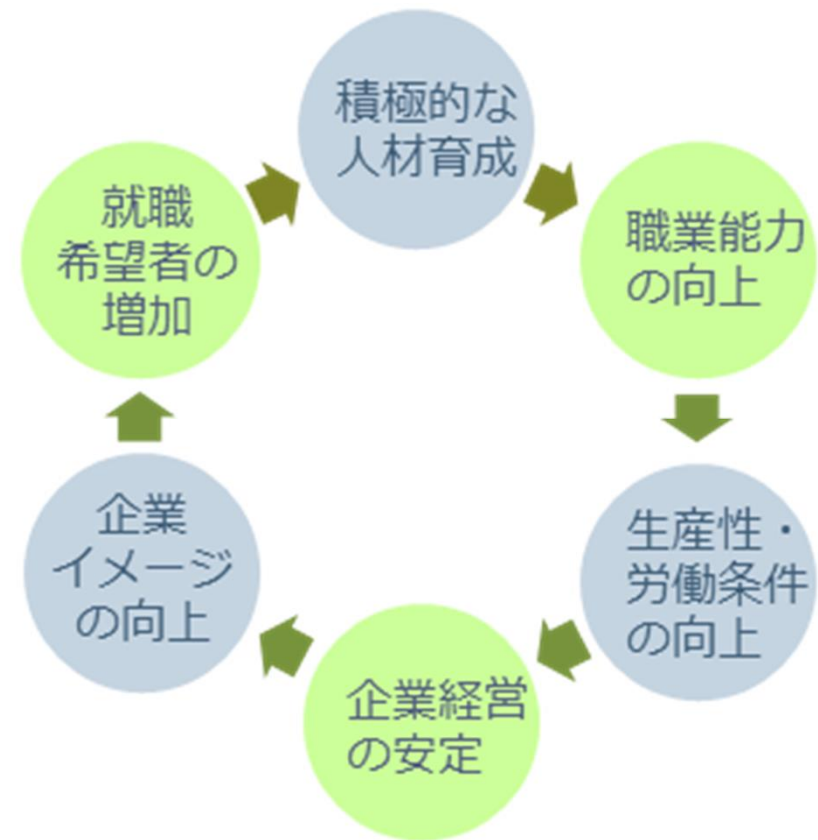 積極的な
人材育成
職業能力
の向上
生産性・
労働条件
の向上
企業経営
の安定
企業
イメージ
の向上
就職
希望者の
増加